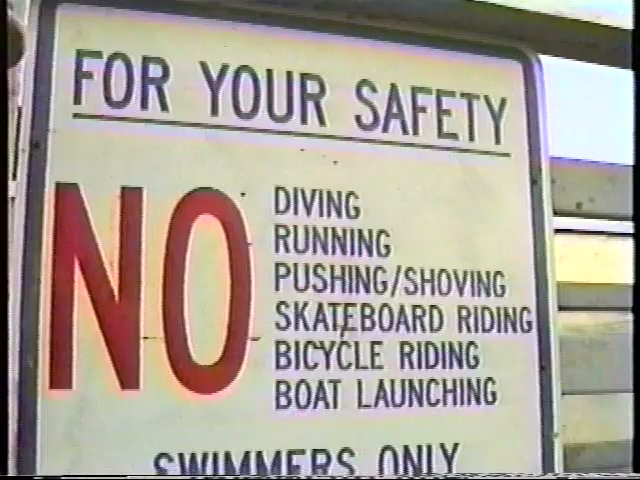 FOR YOUR SAFETY
NO
DIVING
RUNNING
PUSHING/SHOVING
SKATEBOARD RIDING
BICYCLE RIDING
BOAT LAUNCHING
SWIMMERS ONLY